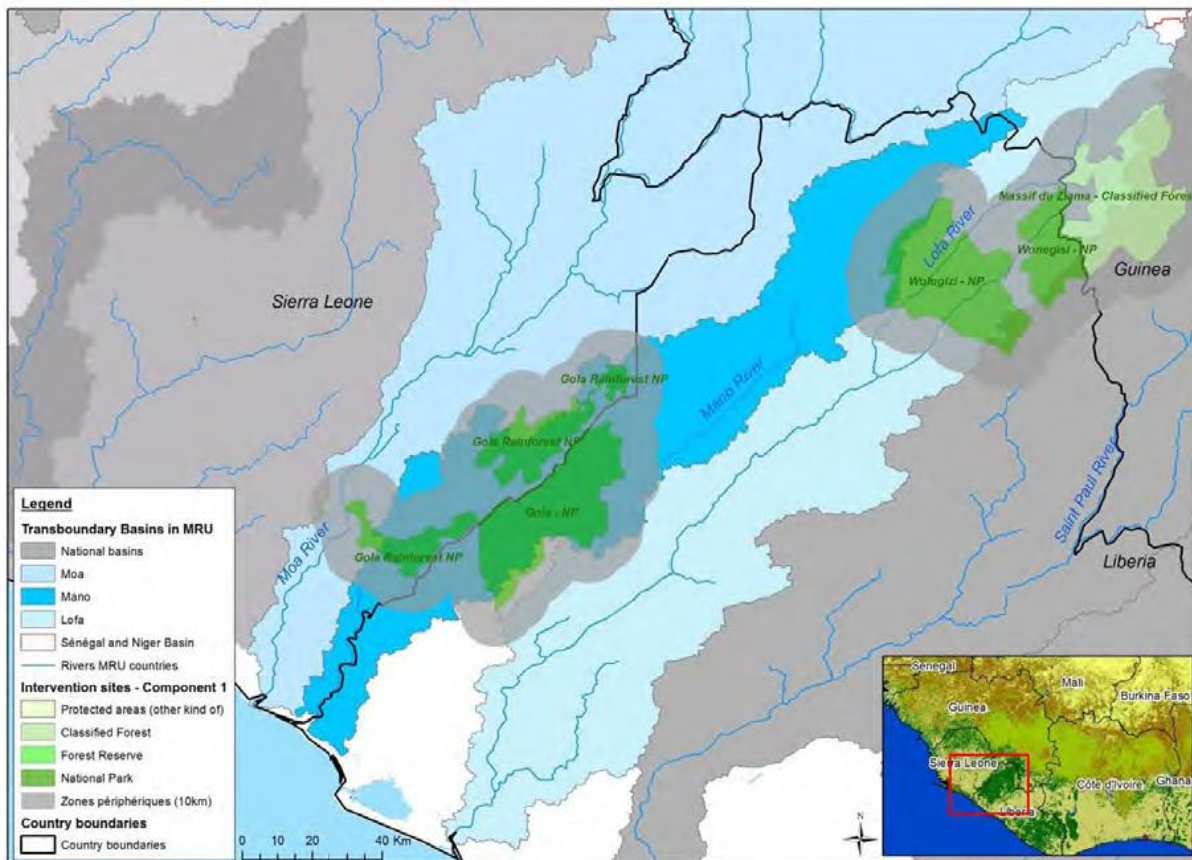 Massif du Ziama - Classified Forest
Lofa River
Wonegisi - NP
Wologizi - NP
Guinea
Sierra Leone
Gola Rainforest NP
Mano River
Gola Rainforest NP
Gola - NP
Saint Paul River
Moa River
Gola Rainforest NP
Liberia
Legend
Transboundary Basins in MRU
National basins
Moa
Mano
Lofa
Sénégal and Niger Basin
Rivers MRU countries
Intervention sites - Component 1
Protected areas (other kind of)
Classified Forest
Forest Reserve
National Park
Zones périphériques (10km)
Country boundaries
Country boundaries
0 5 10 20 30 40 Km
N
Senegal
Mali
Burkina Faso
Guinea
Sierra Leone
Côte d'Ivoire
Ghana
Liberia